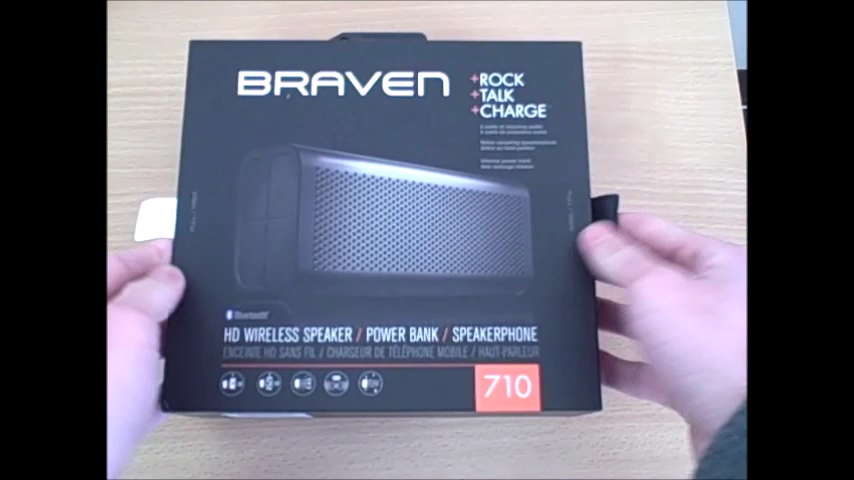 BRAVEN
+ROCK
+TALK
+CHARGE
Bluetooth
HD WIRELESS SPEAKER / POWER BANK / SPEAKERPHONE
ENCEINTE HD SANS FIL / CHARGEUR DE TÉLÉPHONE MOBILE / HAUT-PARLEUR
710